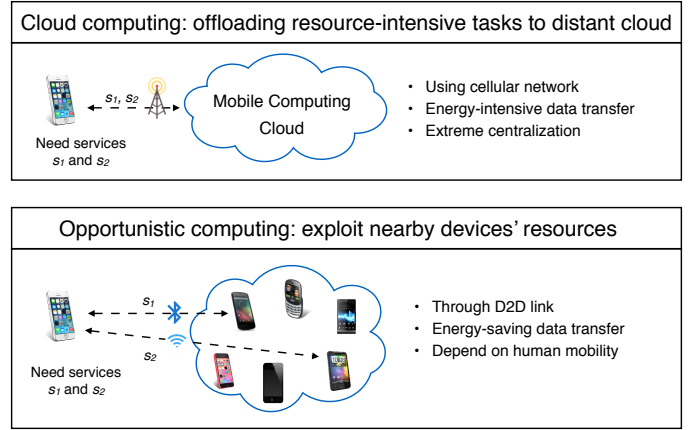 Cloud computing: offloading resource-intensive tasks to distant cloud
s1, s2
Mobile Computing
Cloud
Need services
s1 and s2
• Using cellular network
• Energy-intensive data transfer
• Extreme centralization
Opportunistic computing: exploit nearby devices' resources
s1
s2
Need services
s1 and s2
• Through D2D link
• Energy-saving data transfer
• Depend on human mobility